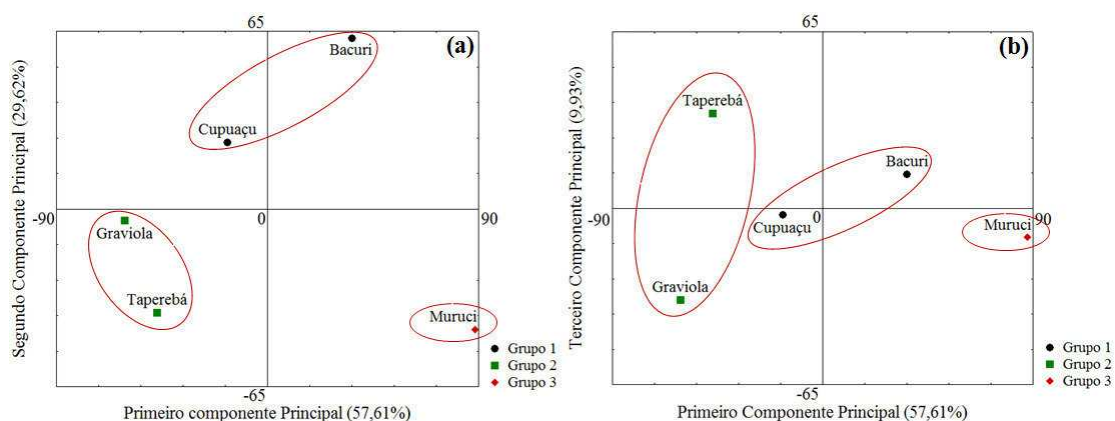 65
(a)
Bacuri
Cupuaçu
-90
0
90
Graviola
Taperebá
Muruci
Grupo 1
Grupo 2
Grupo 3
-65
Segundo Componente Principal (29,62%)
Primeiro componente Principal (57,61%)
65
(b)
Taperebá
Bacuri
-90
0
90
Cupuaçu
Muruci
Graviola
Grupo 1
Grupo 2
Grupo 3
-65
Terceiro Componente Principal (9,93%)
Primeiro Componente Principal (57,61%)